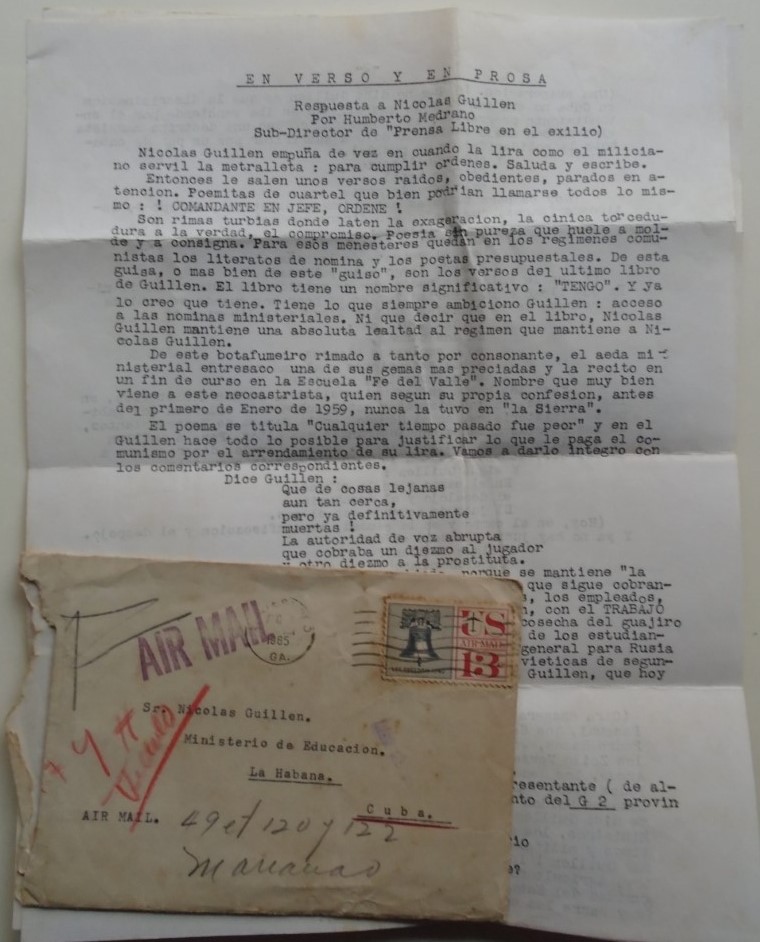 EN VERSO Y EN PROSA
Respuesta a Nicolas Guillen
Por Humberto Medrano
Sub-Director de "Prensa Libre en el exilio)
Nicolas Guillen empuña de vez en cuando la lira como el milicia-
no servil la metralleta : para cumplir ordenes. Saluda y escribe.
Entonces le salen unos versos raidos, obedientes, parados en a-
tencion. Poemitas de cuartel que bien podrian llamarse todos lo mis-
mo : ! COMANDANTE EN JEFE, ORDENE !
Son rimas turbias donde laten la exageracion, la cinica torcedu-
dura a la verdad, el compromiso. Poesia sin pureza que huele a mol-
de y a consigna. Para esos menesteres quedan en los regimenes comu-
nistas los literatos de nomina y los poetas presupuestales. De esta
guisa, o mas bien de este "guiso", son los versos del ultimo libro
de Guillen. El libro tiene un nombre significativo : "TENGO". Y ya
lo creo que tiene. Tiene lo que siempre ambiciono Guillen : acceso
a las nominas ministeriales. Ni que decir que en el libro, Nicolas
Guillen mantiene una absoluta lealtad al regimen que mantiene a Ni-
colas Guillen.
De este botafumeiro rimado a tanto por consonante, el aeda mi-
nisterial entresaco una de sus gemas mas preciadas y la recito en
un fin de curso en la Escuela "Fe del Valle". Nombre que muy bien
viene a este neocastrista, quien segun su propia confesion, antes
del primero de Enero de 1959, nunca la tuvo en "la Sierra".
El poema se titula "Cualquier tiempo pasado fue peor" y en el
Guillen hace todo lo posible para justificar lo que le paga el co-
munismo por el arrendamiento de su lira. Vamos a darlo integro con
los comentarios correspondientes.
Dice Guillen :
Que de cosas lejanas
aun tan cerca,
pero ya definitivamente
muertas !
La autoridad de voz abrupta
que cobraba un diezmo al jugador
y otro diezmo a la prostituta.
porque se mantiene "la
que sigue cobran-
s, los empleados,
n, con el TRABAJO
cosecha del guajiro
de los estudian-
general para Rusia
vieticas de segun-
Guillen, que hoy
resentante ( de al-
nto del G 2 provin
rio
?
AIR MAIL
1965
GA.
US
AIR MAIL
13
Sr. Nicolas Guillen.
Ministerio de Educacion.
La Habana.
Cuba.
AIR MAIL.
49 e/ 120 y 122
Marianao
17 y H
Vedado